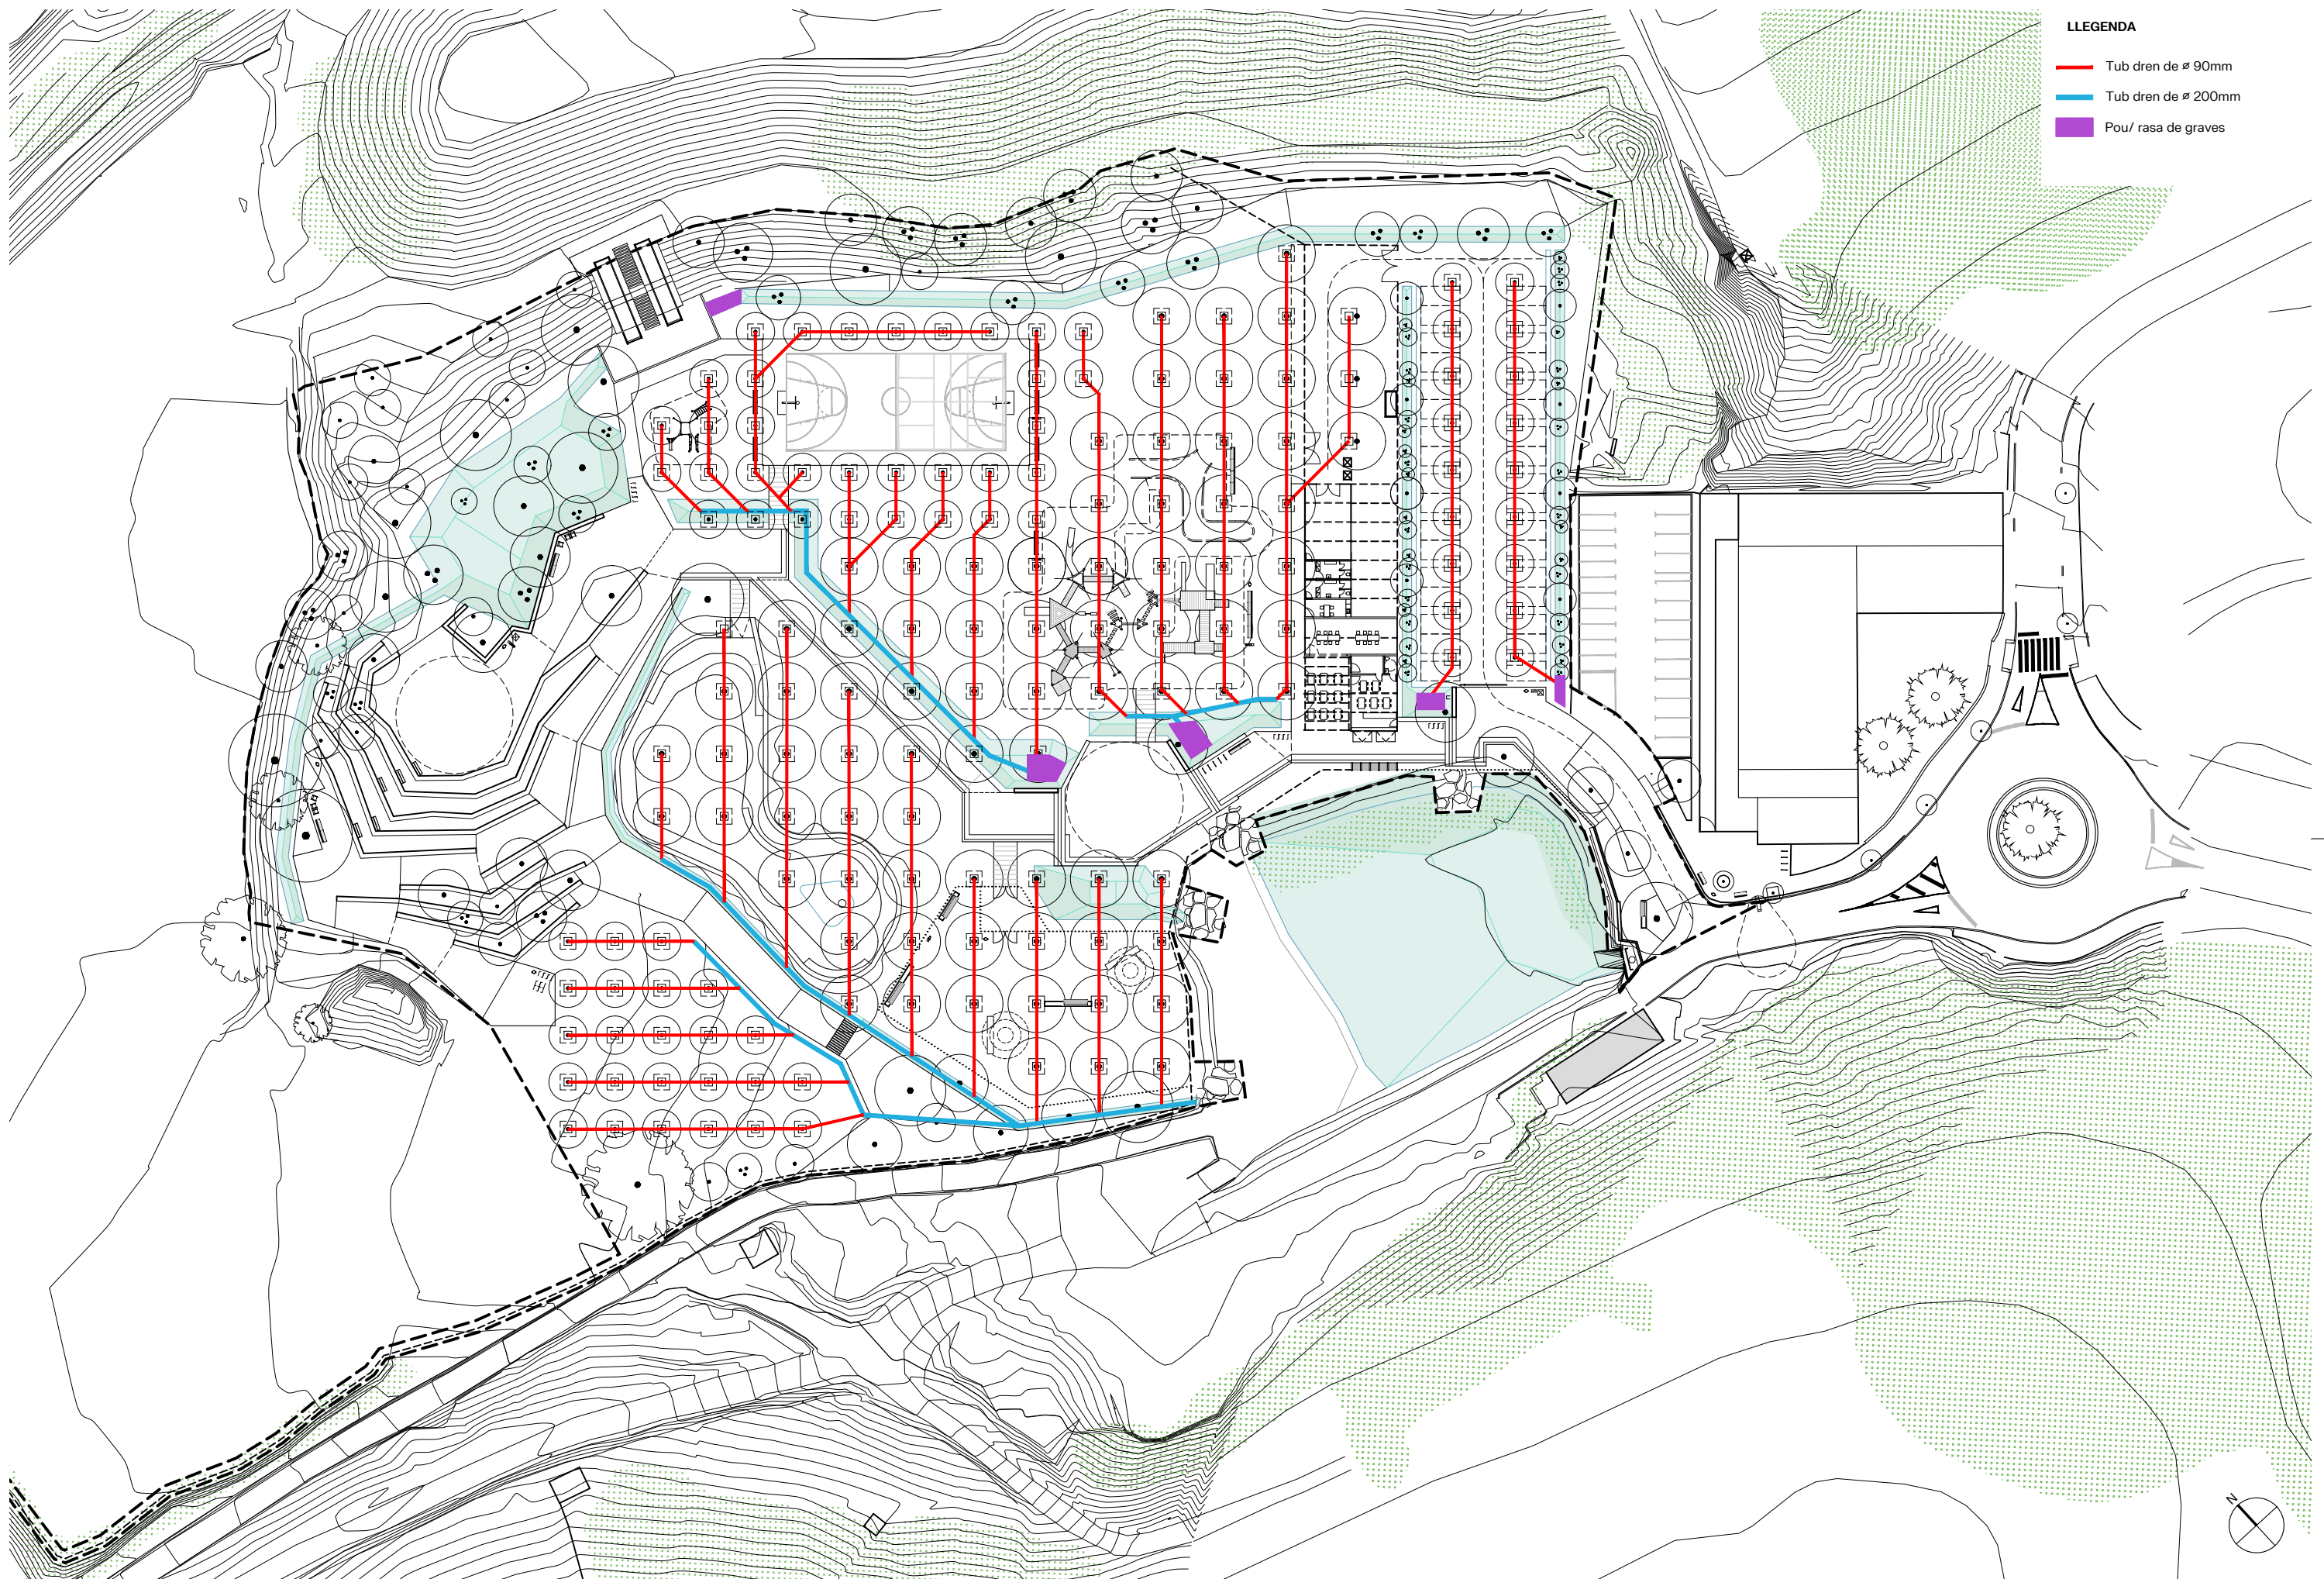 LLEGENDA
Tub dren de ⌀ 90mm
Tub dren de ⌀ 200mm
Pou/ rasa de graves
N